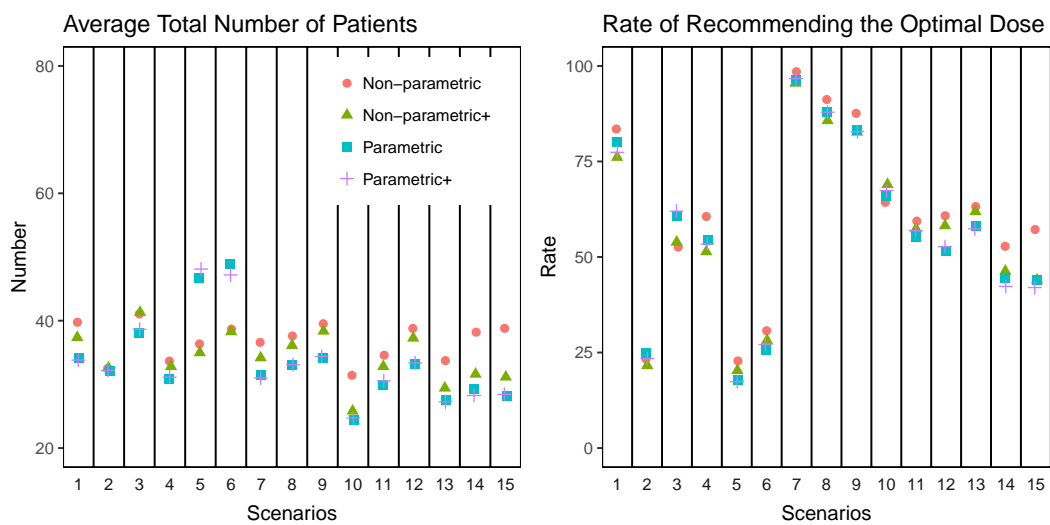 Average Total Number of Patients
Rate of Recommending the Optimal Dose
80
60
40
20
Number
Non−parametric
Non−parametric+
Parametric
Parametric+
1 2 3 4 5 6 7 8 9 10 11 12 13 14 15
Scenarios
100
75
50
25
0
Rate
1 2 3 4 5 6 7 8 9 10 11 12 13 14 15
Scenarios